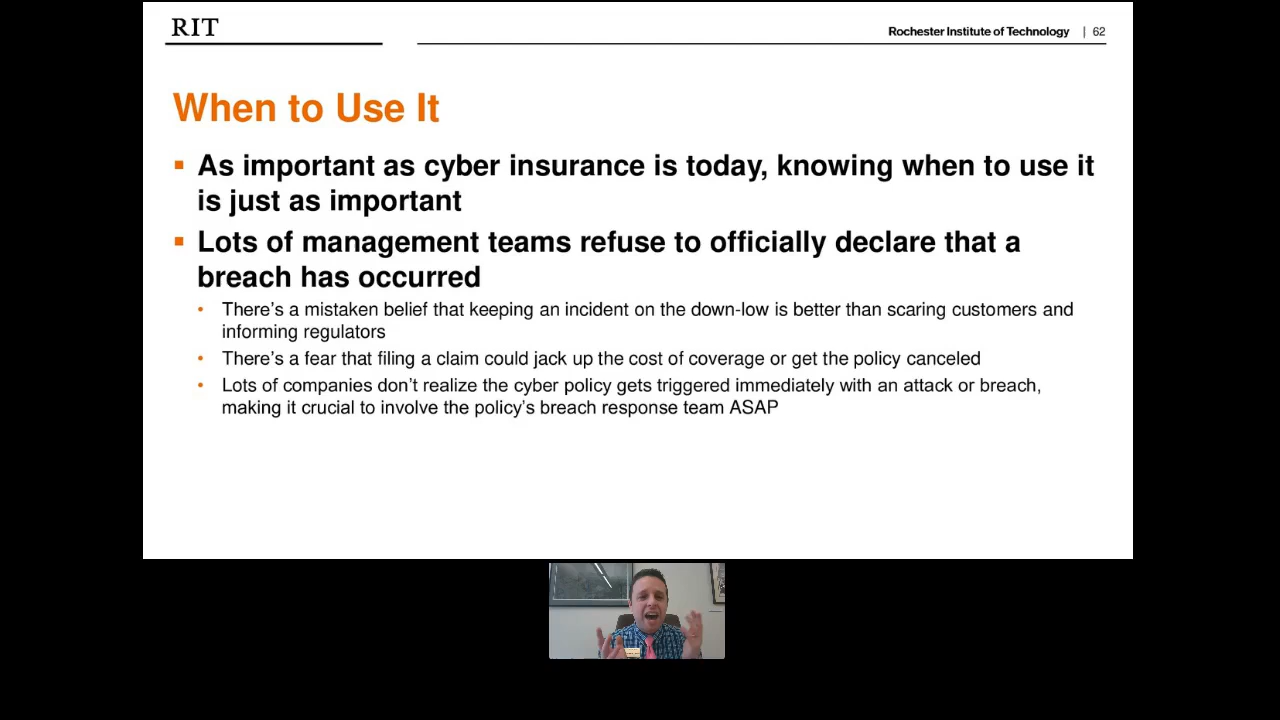 RIT
Rochester Institute of Technology | 62
When to Use It
▪ As important as cyber insurance is today, knowing when to use it
is just as important
▪ Lots of management teams refuse to officially declare that a
breach has occurred
• There's a mistaken belief that keeping an incident on the down-low is better than scaring customers and
informing regulators
• There's a fear that filing a claim could jack up the cost of coverage or get the policy canceled
• Lots of companies don't realize the cyber policy gets triggered immediately with an attack or breach,
making it crucial to involve the policy's breach response team ASAP